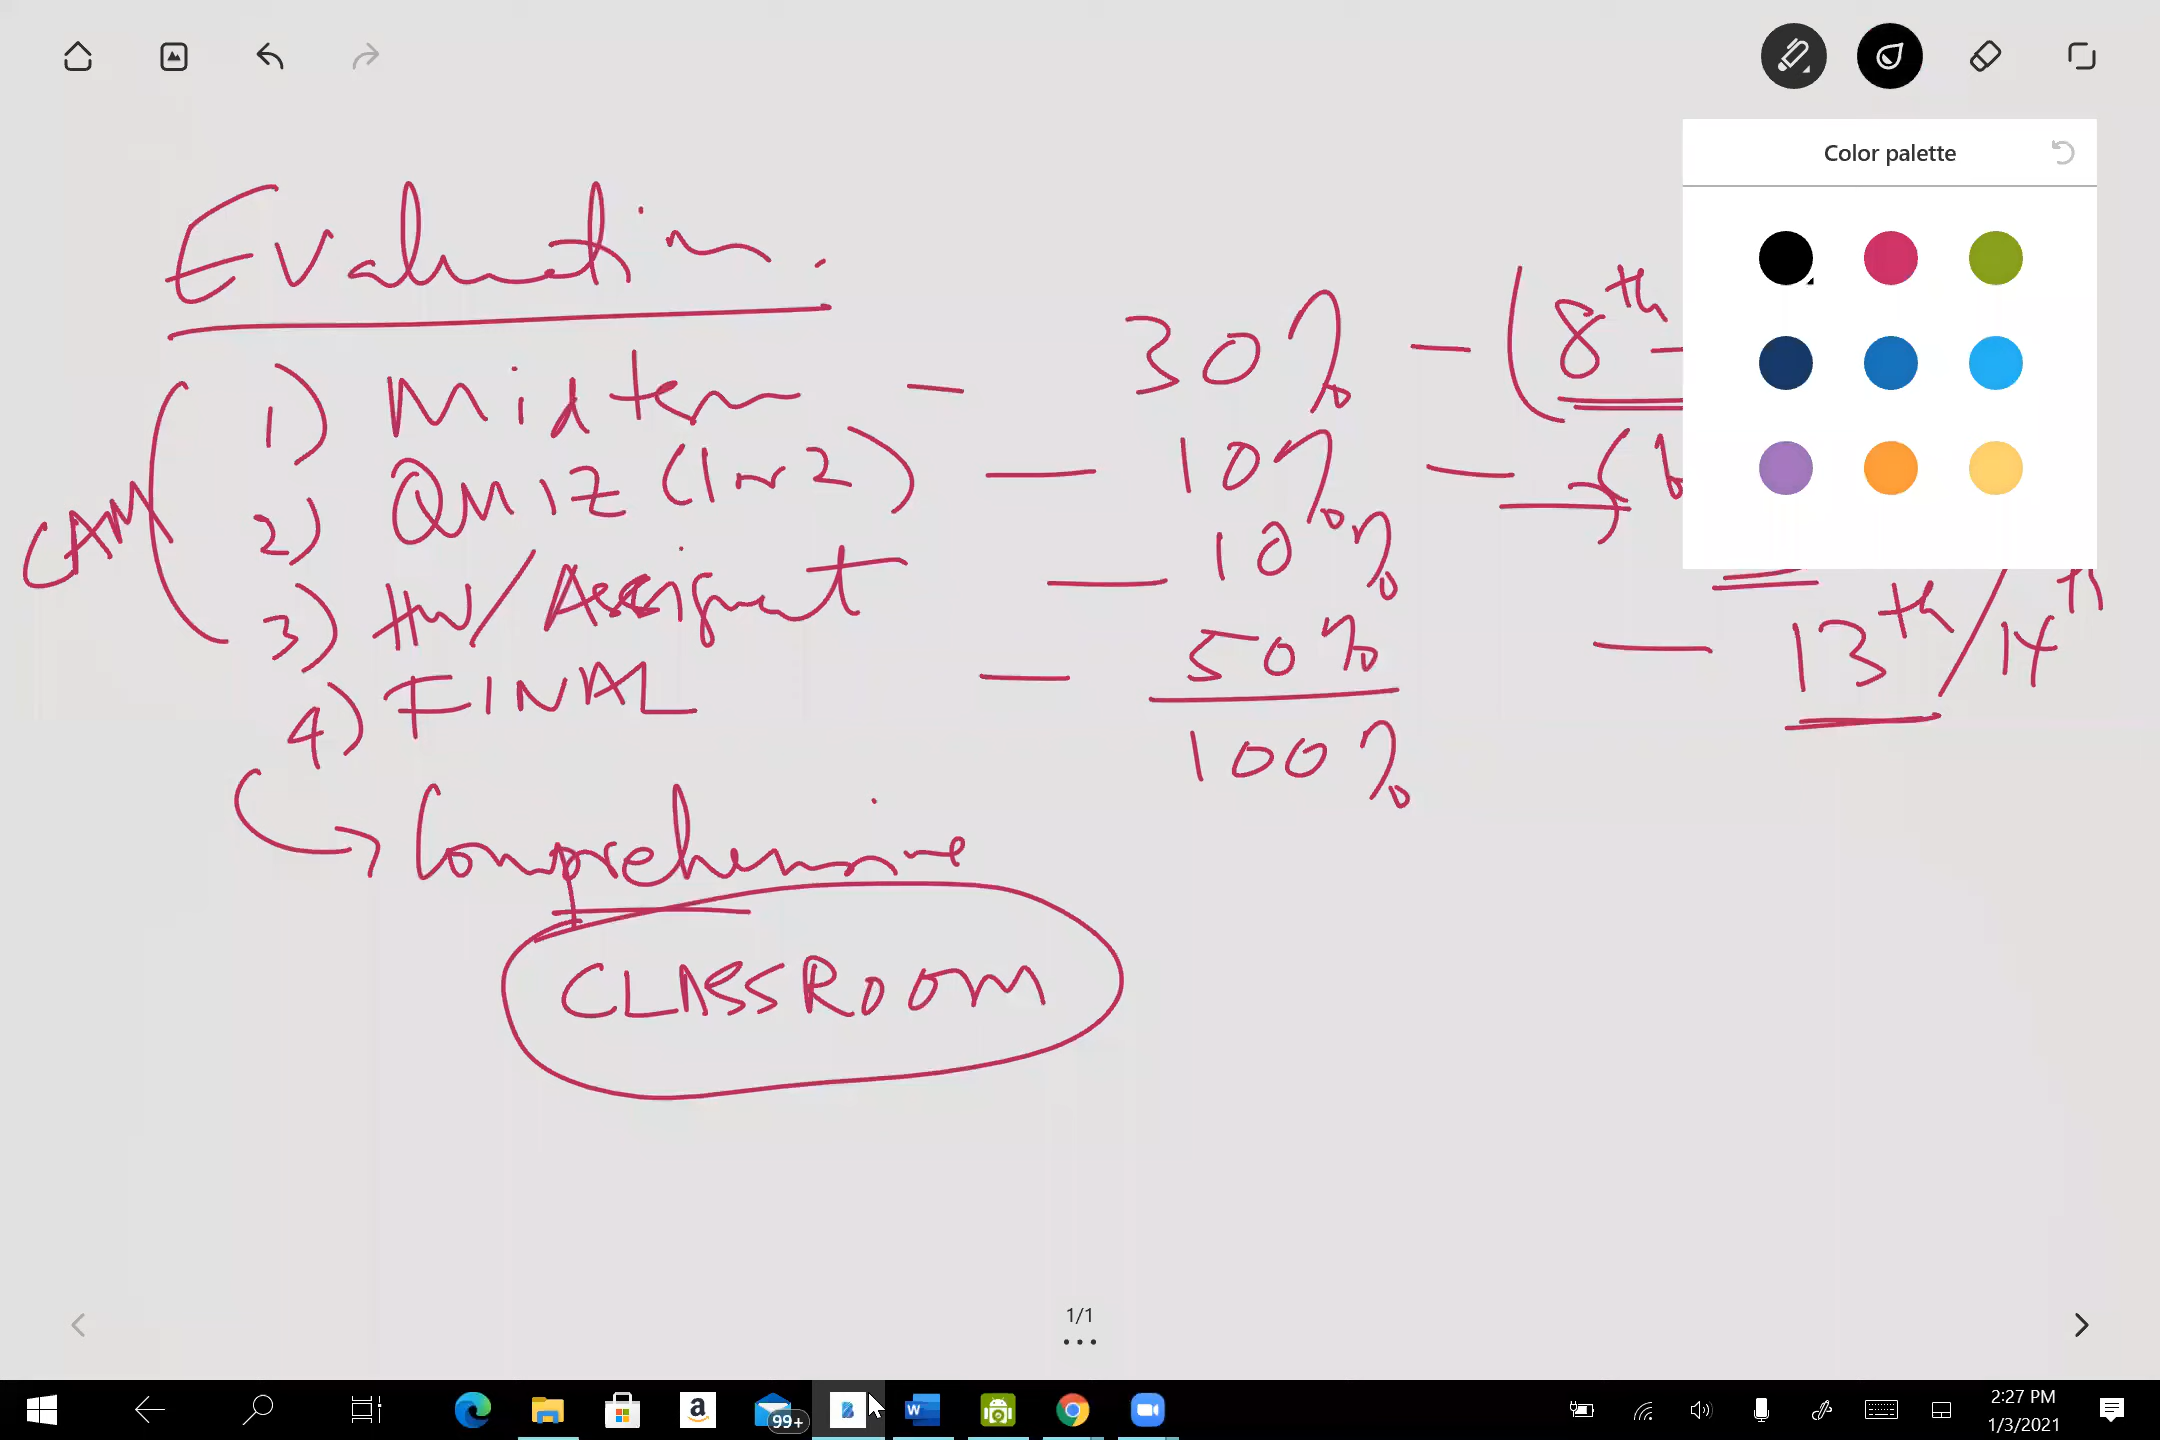 Color palette
Evaluation.
CAM
1) Midterm — 30% — (8th —
2) Quiz (1 or 2) — 10% —
3) HW/Assignment — 10%
4) FINAL — 50% — 13th/14th
100%
Comprehensive
CLASSROOM
1/1
99+
2:27 PM
1/3/2021